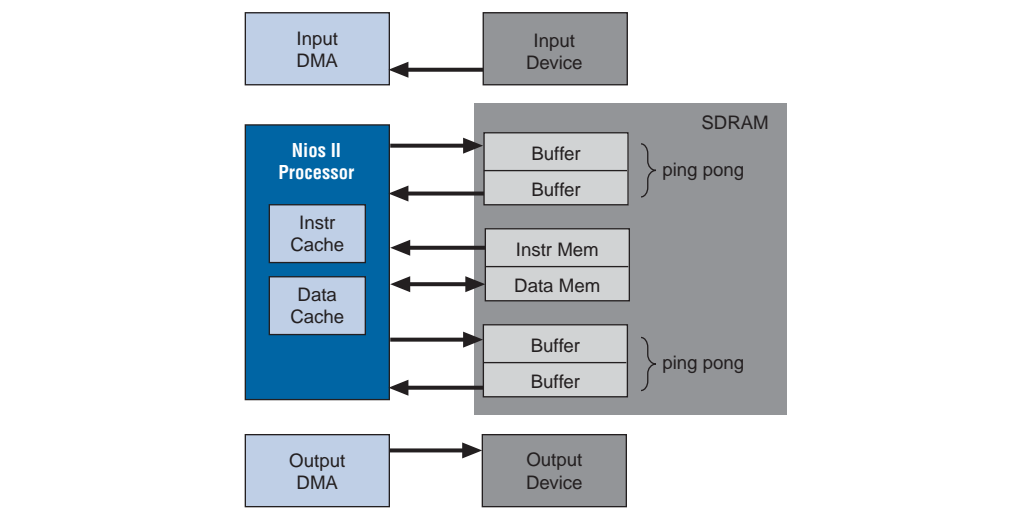 Input
DMA
Input
Device
SDRAM
Nios II
Processor
Instr
Cache
Data
Cache
Buffer
Buffer
ping pong
Instr Mem
Data Mem
Buffer
Buffer
ping pong
Output
DMA
Output
Device